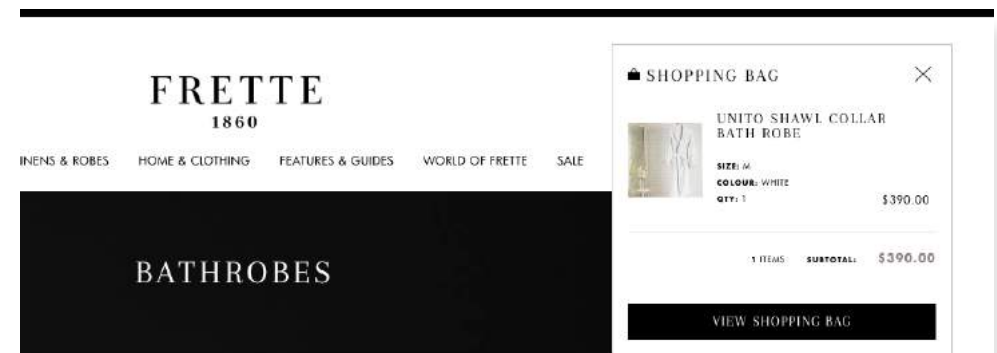 FRETTE
1860
INENS & ROBES HOME & CLOTHING FEATURES & GUIDES WORLD OF FRETTE SALE
BATHROBES
SHOPPING BAG
UNITO SHAWL COLLAR
BATH ROBE
SIZE: M
COLOUR: WHITE
QTY: 1
$390.00
1 ITEMS SUBTOTAL: $390.00
VIEW SHOPPING BAG